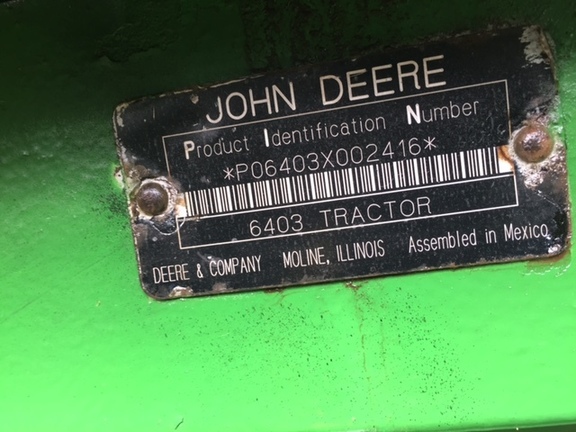 JOHN DEERE
Product Identification Number
*P06403X002416*
6403 TRACTOR
DEERE & COMPANY MOLINE, ILLINOIS Assembled in Mexico